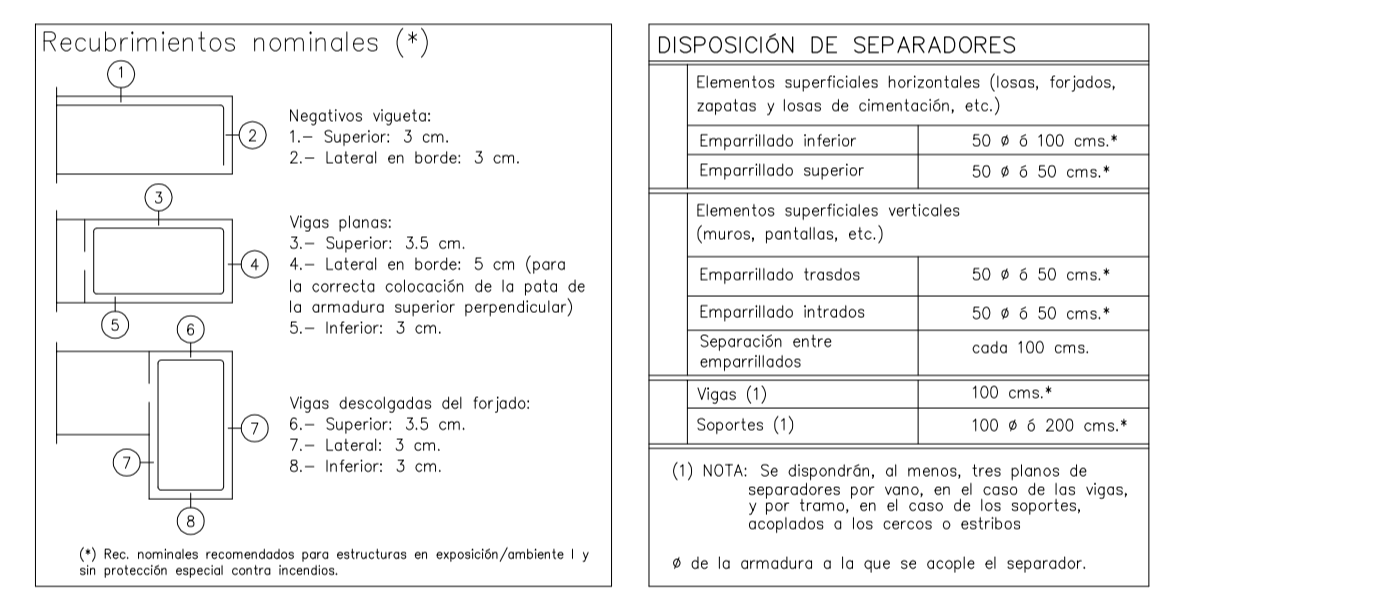 Recubrimientos nominales (*)
1
2
Negativos vigueta:
1.- Superior: 3 cm.
2.- Lateral en borde: 3 cm.
3
4
5
Vigas planas:
3.- Superior: 3.5 cm.
4.- Lateral en borde: 5 cm (para
la correcta colocación de la pata de
la armadura superior perpendicular)
5.- Inferior: 3 cm.
6
7
7
8
Vigas descolgadas del forjado:
6.- Superior: 3.5 cm.
7.- Lateral: 3 cm.
8.- Inferior: 3 cm.
(*) Rec. nominales recomendados para estructuras en exposición/ambiente I y
sin protección especial contra incendios.
DISPOSICIÓN DE SEPARADORES
Elementos superficiales horizontales (losas, forjados,
zapatas y losas de cimentación, etc.)
Emparrillado inferior 50 ø ó 100 cms.*
Emparrillado superior 50 ø ó 50 cms.*
Elementos superficiales verticales
(muros, pantallas, etc.)
Emparrillado trasdos 50 ø ó 50 cms.*
Emparrillado intrados 50 ø ó 50 cms.*
Separación entre
emparrillados
cada 100 cms.
Vigas (1) 100 cms.*
Soportes (1) 100 ø ó 200 cms.*
(1) NOTA: Se dispondrán, al menos, tres planos de
separadores por vano, en el caso de las vigas,
y por tramo, en el caso de los soportes,
acoplados a los cercos o estribos
ø de la armadura a la que se acople el separador.